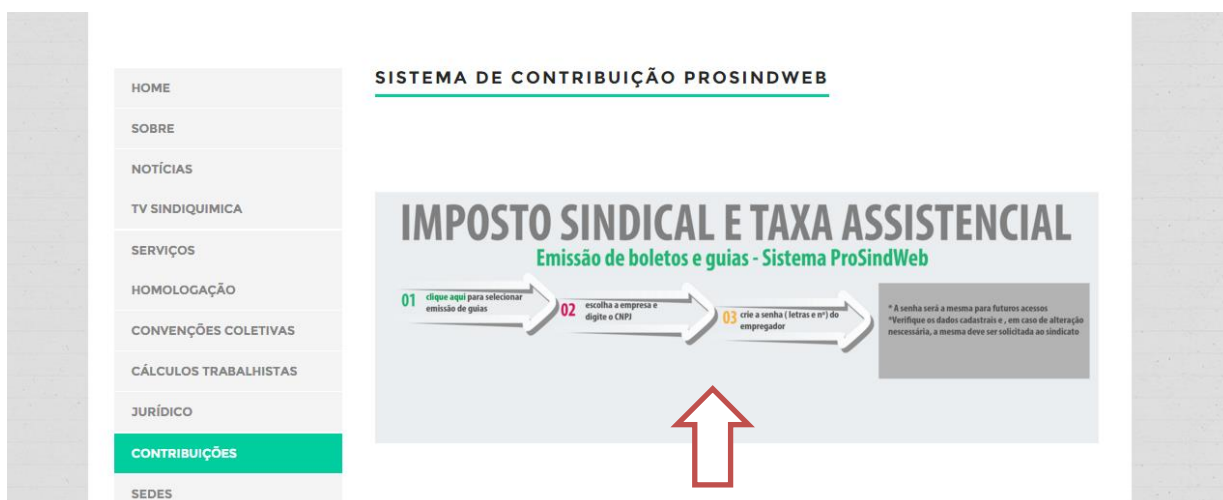 HOME
SOBRE
NOTÍCIAS
TV SINDIQUIMICA
SERVIÇOS
HOMOLOGAÇÃO
CONVENÇÕES COLETIVAS
CÁLCULOS TRABALHISTAS
JURÍDICO
CONTRIBUIÇÕES
SEDES
SISTEMA DE CONTRIBUIÇÃO PROSINDWEB
IMPOSTO SINDICAL E TAXA ASSISTENCIAL
Emissão de boletos e guias - Sistema ProSindWeb
01 clique aqui para selecionar
emissão de guias
02 escolha a empresa e
digite o CNPJ
03 crie a senha ( letras e nº) do
empregador
* A senha será a mesma para futuros acessos
*Verifique os dados cadastrais e , em caso de alteração
nescessária, a mesma deve ser solicitada ao sindicato